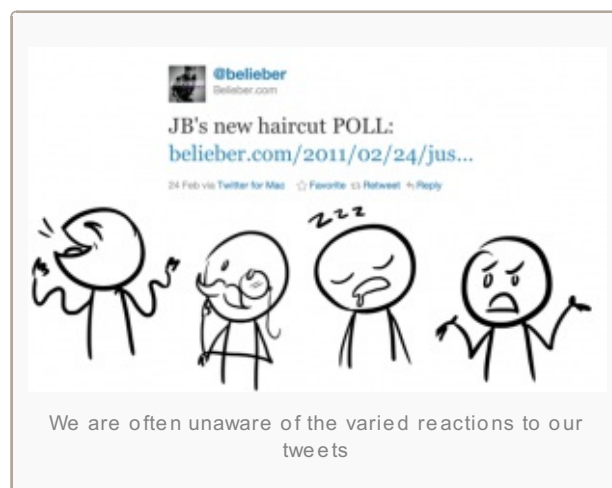 @belieber
Belieber.com
JB's new haircut POLL:
belieber.com/2011/02/24/jus...
24 Feb via Twitter for Mac ☆ Favorite Retweet Reply
z z z
We are often unaware of the varied reactions to our
tweets